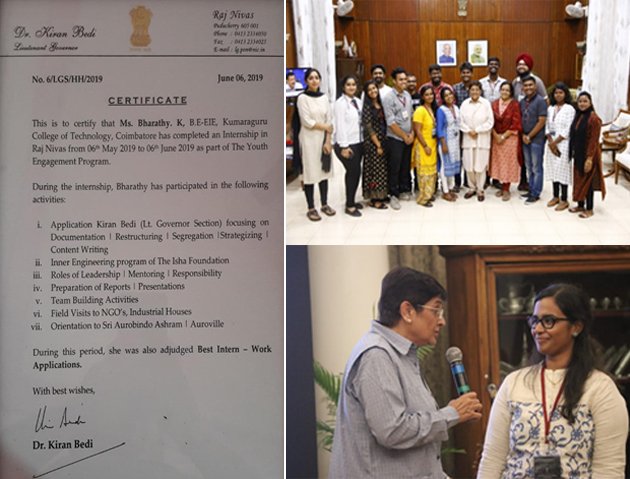 Dr. Kiran Bedi
Lieutenant Governor
Raj Nivas
Puducherry 605 001
Phone : 0413 2334050
Fax : 0413 2334025
No. 6/LGS/HH/2019
June 06, 2019
CERTIFICATE
This is to certify that Ms. Bharathy, K, B.E-EIE, Kumaraguru
College of Technology, Coimbatore has completed an Internship in
Raj Nivas from 06th May 2019 to 06th June 2019 as part of The Youth
Engagement Program.
During the internship, Bharathy has participated in the following
activities:
i. Application Kiran Bedi (Lt. Governor Section) focusing on
Documentation | Restructuring | Segregation |Strategizing |
Content Writing
ii. Inner Engineering program of The Isha Foundation
iii. Roles of Leadership | Mentoring | Responsibility
iv. Preparation of Reports | Presentations
v. Team Building Activities
vi. Field Visits to NGO's, Industrial Houses
vii. Orientation to Sri Aurobindo Ashram | Auroville
During this period, she was also adjudged Best Intern – Work
Applications.
With best wishes,
Dr. Kiran Bedi